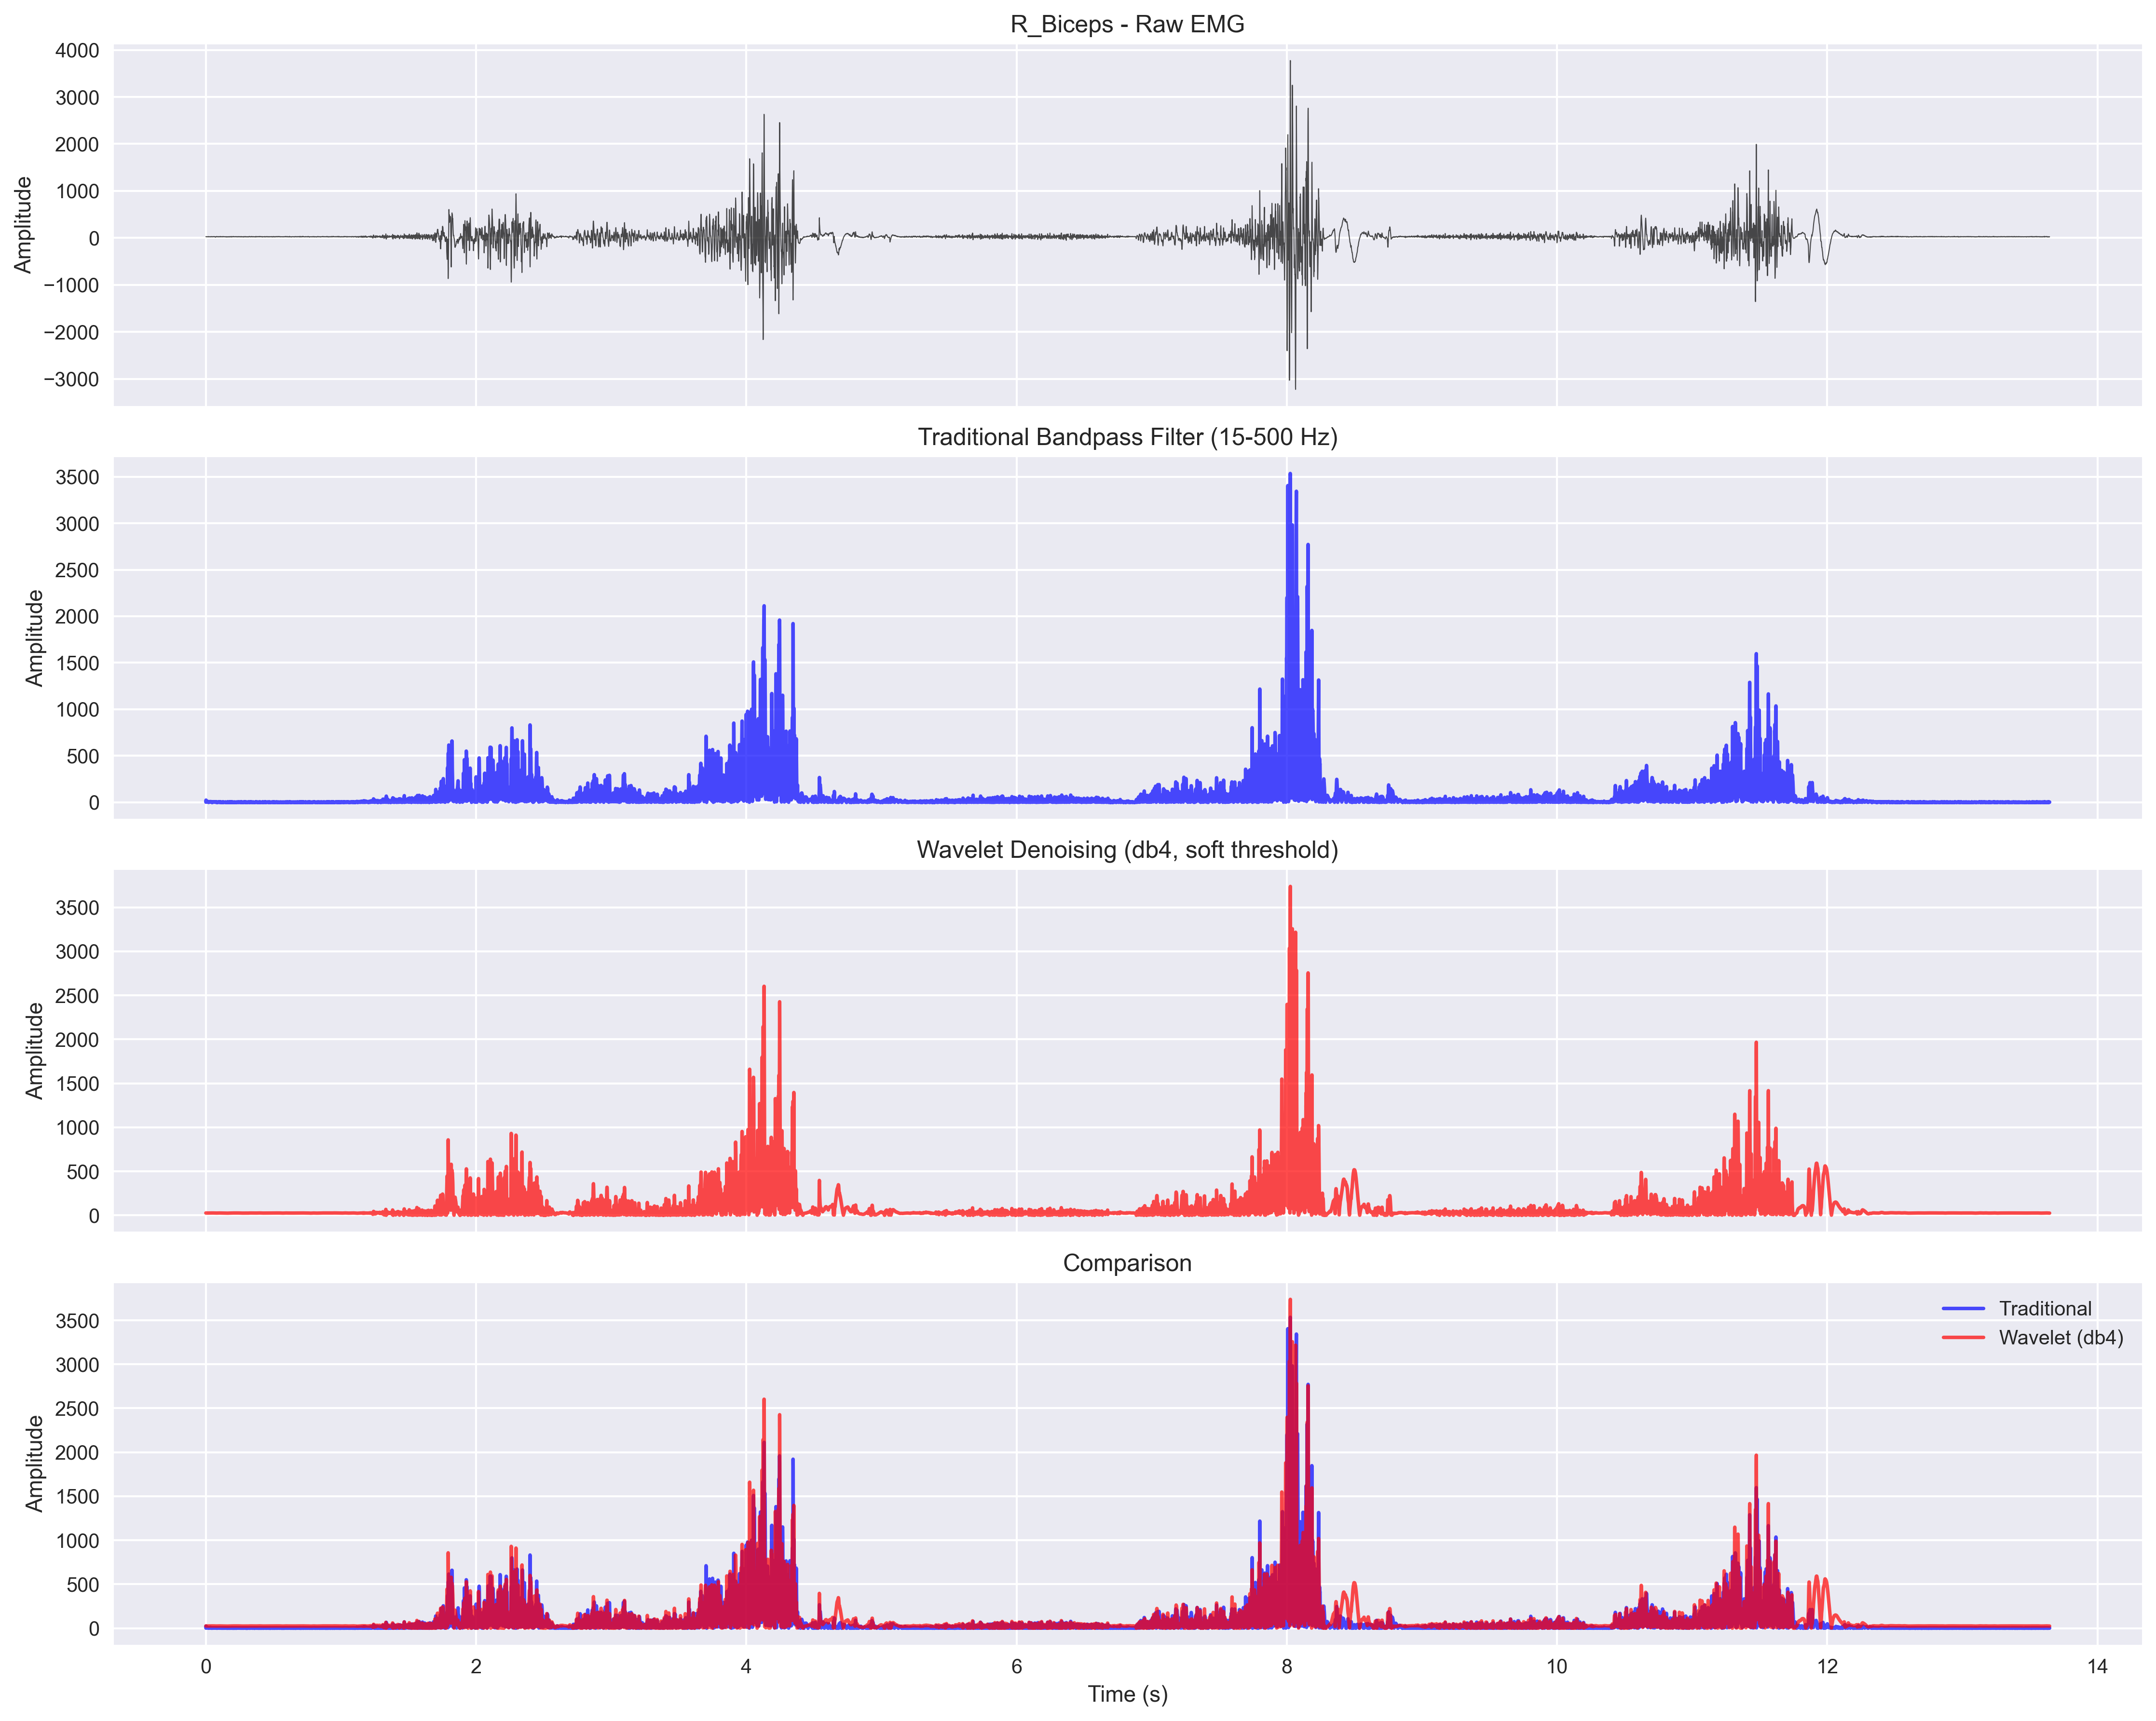 R_Biceps - Raw EMG
4000
3000
2000
1000
0
−1000
−2000
−3000
Amplitude
Traditional Bandpass Filter (15-500 Hz)
3500
3000
2500
2000
1500
1000
500
0
Amplitude
Wavelet Denoising (db4, soft threshold)
3500
3000
2500
2000
1500
1000
500
0
Amplitude
Comparison
Traditional
Wavelet (db4)
3500
3000
2500
2000
1500
1000
500
0
Amplitude
0 2 4 6 8 10 12 14
Time (s)